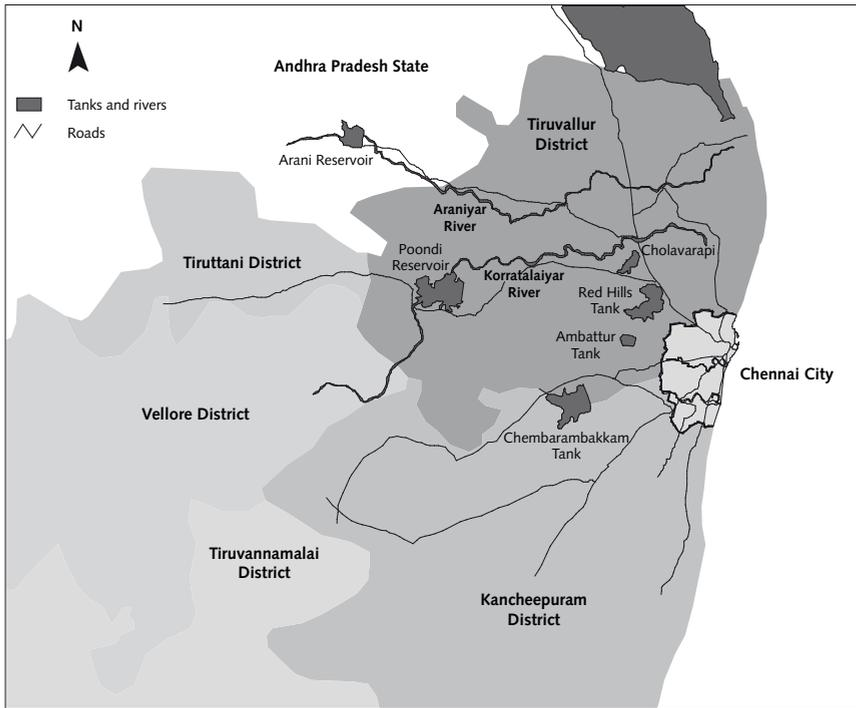 N
Tanks and rivers
Roads
Andhra Pradesh State
Tiruvallur
District
Arani Reservoir
Araniyar
River
Poondi
Reservoir
Tiruttani District
Korratalaiyar
River
Cholavarapi
Red Hills
Tank
Ambattur
Tank
Chennai City
Vellore District
Chembarambakkam
Tank
Tiruvannamalai
District
Kancheepuram
District